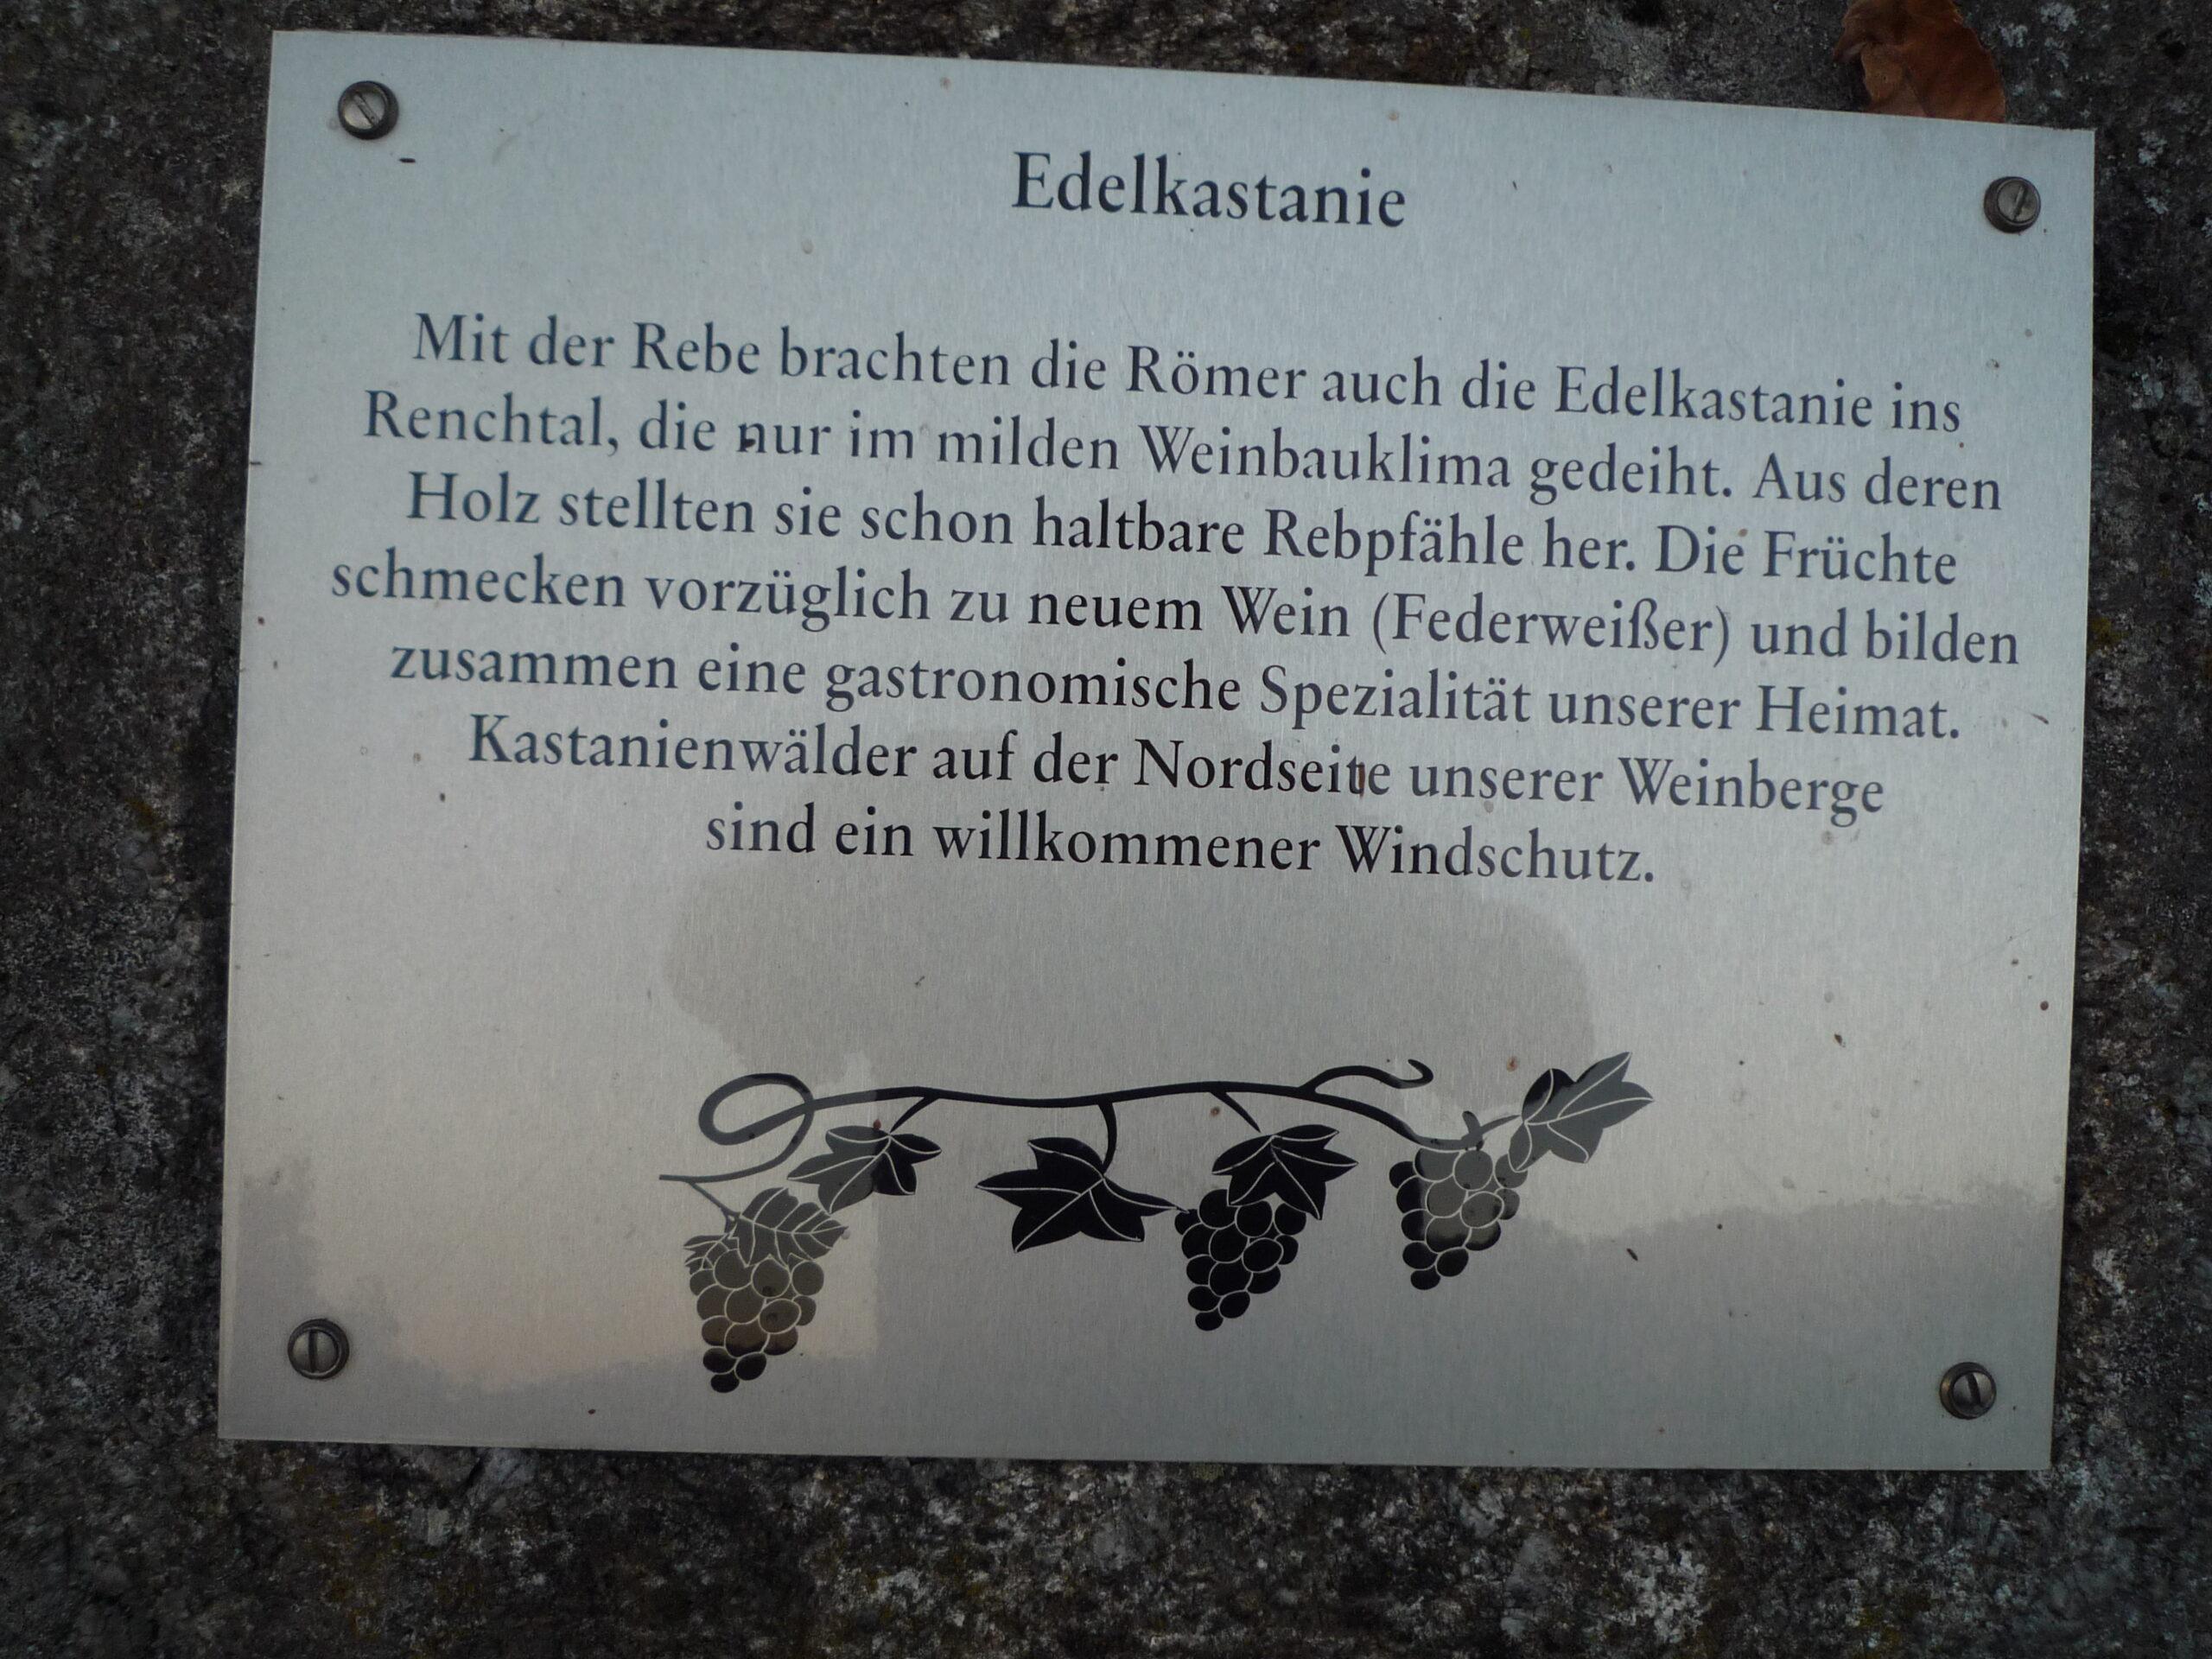 Edelkastanie
Mit der Rebe brachten die Römer auch die Edelkastanie ins
Renchtal, die nur im milden Weinbauklima gedeiht. Aus deren
Holz stellten sie schon haltbare Rebpfähle her. Die Früchte
schmecken vorzüglich zu neuem Wein (Federweißer) und bilden
zusammen eine gastronomische Spezialität unserer Heimat.
Kastanienwälder auf der Nordseite unserer Weinberge
sind ein willkommener Windschutz.